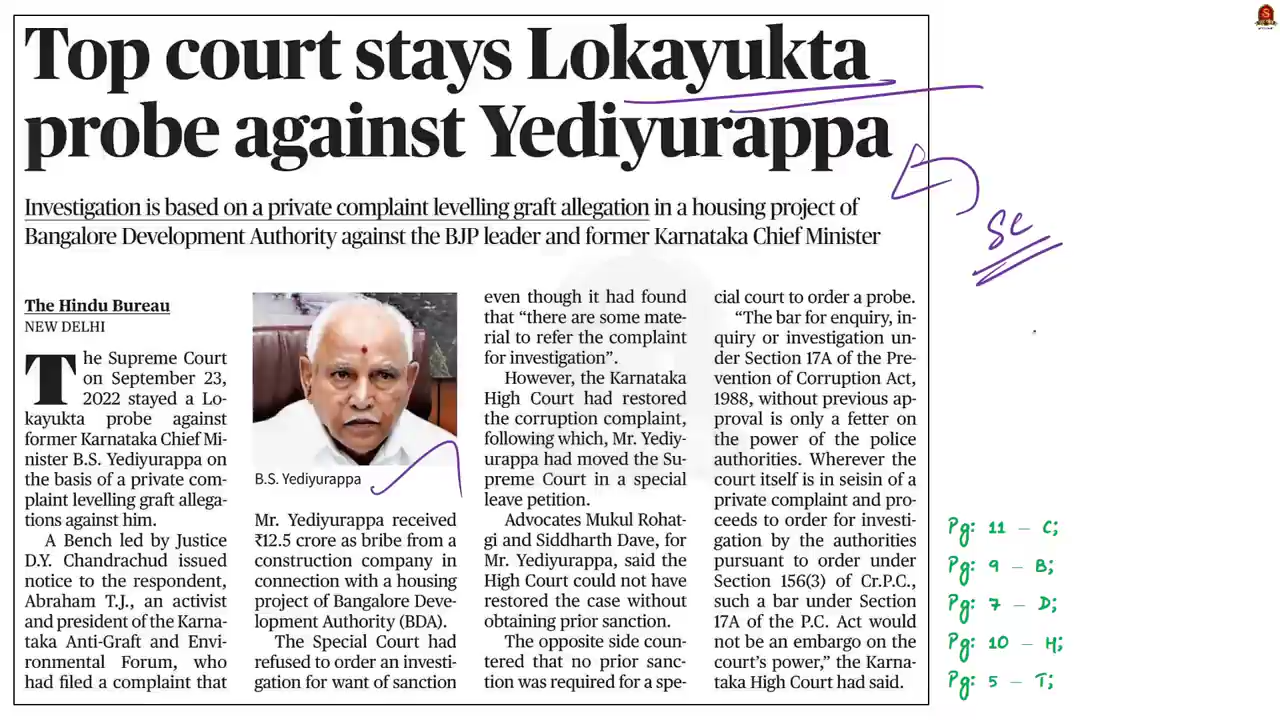 Top court stays Lokayukta
probe against Yediyurappa
SC
Investigation is based on a private complaint levelling graft allegation in a housing project of
Bangalore Development Authority against the BJP leader and former Karnataka Chief Minister
The Hindu Bureau
NEW DELHI
The Supreme Court
on September 23,
2022 stayed a Lo-
kayukta probe against
former Karnataka Chief Mi-
nister B.S. Yediyurappa on
the basis of a private com-
plaint levelling graft allega-
tions against him.
A Bench led by Justice
D.Y. Chandrachud issued
notice to the respondent,
Abraham T.J., an activist
and president of the Karna-
taka Anti-Graft and Envi-
ronmental Forum, who
had filed a complaint that
B.S. Yediyurappa
Mr. Yediyurappa received
₹12.5 crore as bribe from a
construction company in
connection with a housing
project of Bangalore Deve-
lopment Authority (BDA).
The Special Court had
refused to order an investi-
gation for want of sanction
even though it had found
that “there are some mate-
rial to refer the complaint
for investigation”.
However, the Karnataka
High Court had restored
the corruption complaint,
following which, Mr. Yediy-
urappa had moved the Su-
preme Court in a special
leave petition.
Advocates Mukul Rohat-
gi and Siddharth Dave, for
Mr. Yediyurappa, said the
High Court could not have
restored the case without
obtaining prior sanction.
The opposite side coun-
tered that no prior sanc-
tion was required for a spe-
cial court to order a probe.
“The bar for enquiry, in-
quiry or investigation un-
der Section 17A of the Pre-
vention of Corruption Act,
1988, without previous ap-
proval is only a fetter on
the power of the police
authorities. Wherever the
court itself is in seisin of a
private complaint and pro-
ceeds to order for investi-
gation by the authorities
pursuant to order under
Section 156(3) of Cr.P.C.,
such a bar under Section
17A of the P.C. Act would
not be an embargo on the
court’s power,” the Karna-
taka High Court had said.
Pg: 11 – C;
Pg: 9 – B;
Pg: 7 – D;
Pg: 10 – H;
Pg: 5 – T;